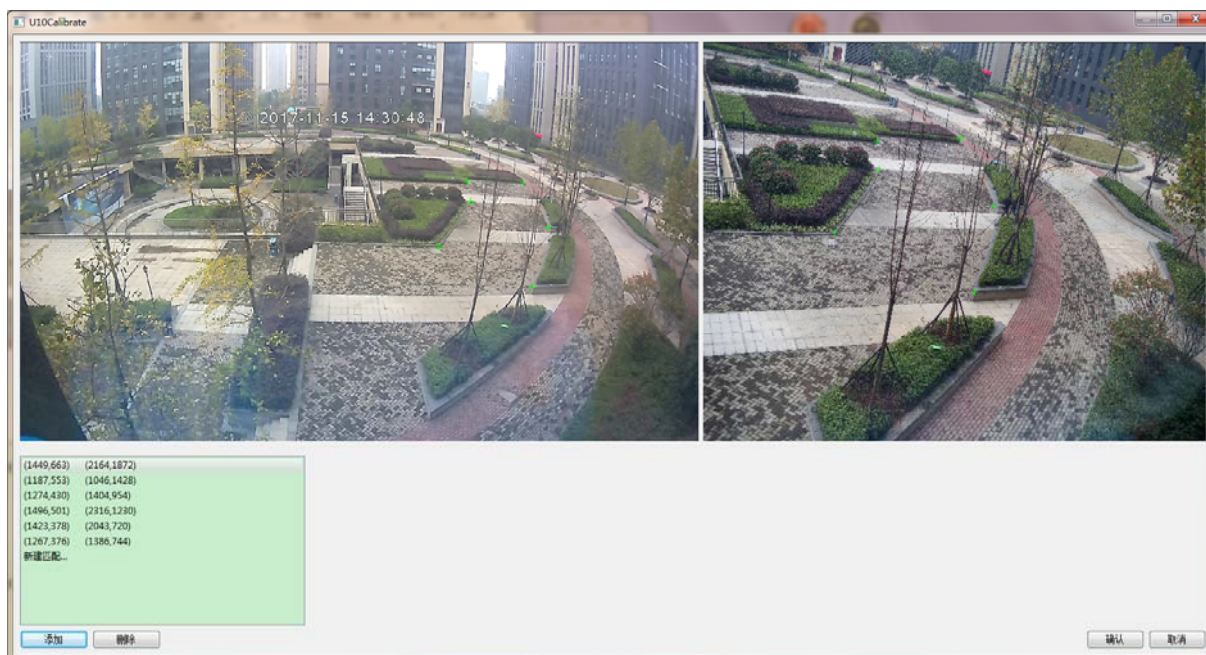 U10Calibrate
2017-11-15 14:30:48
(1449,663) (2164,1872)
(1187,553) (1046,1428)
(1274,430) (1404,954)
(1496,501) (2316,1230)
(1423,378) (2043,720)
(1267,376) (1386,744)
新建匹配...
添加 删除
确认 取消